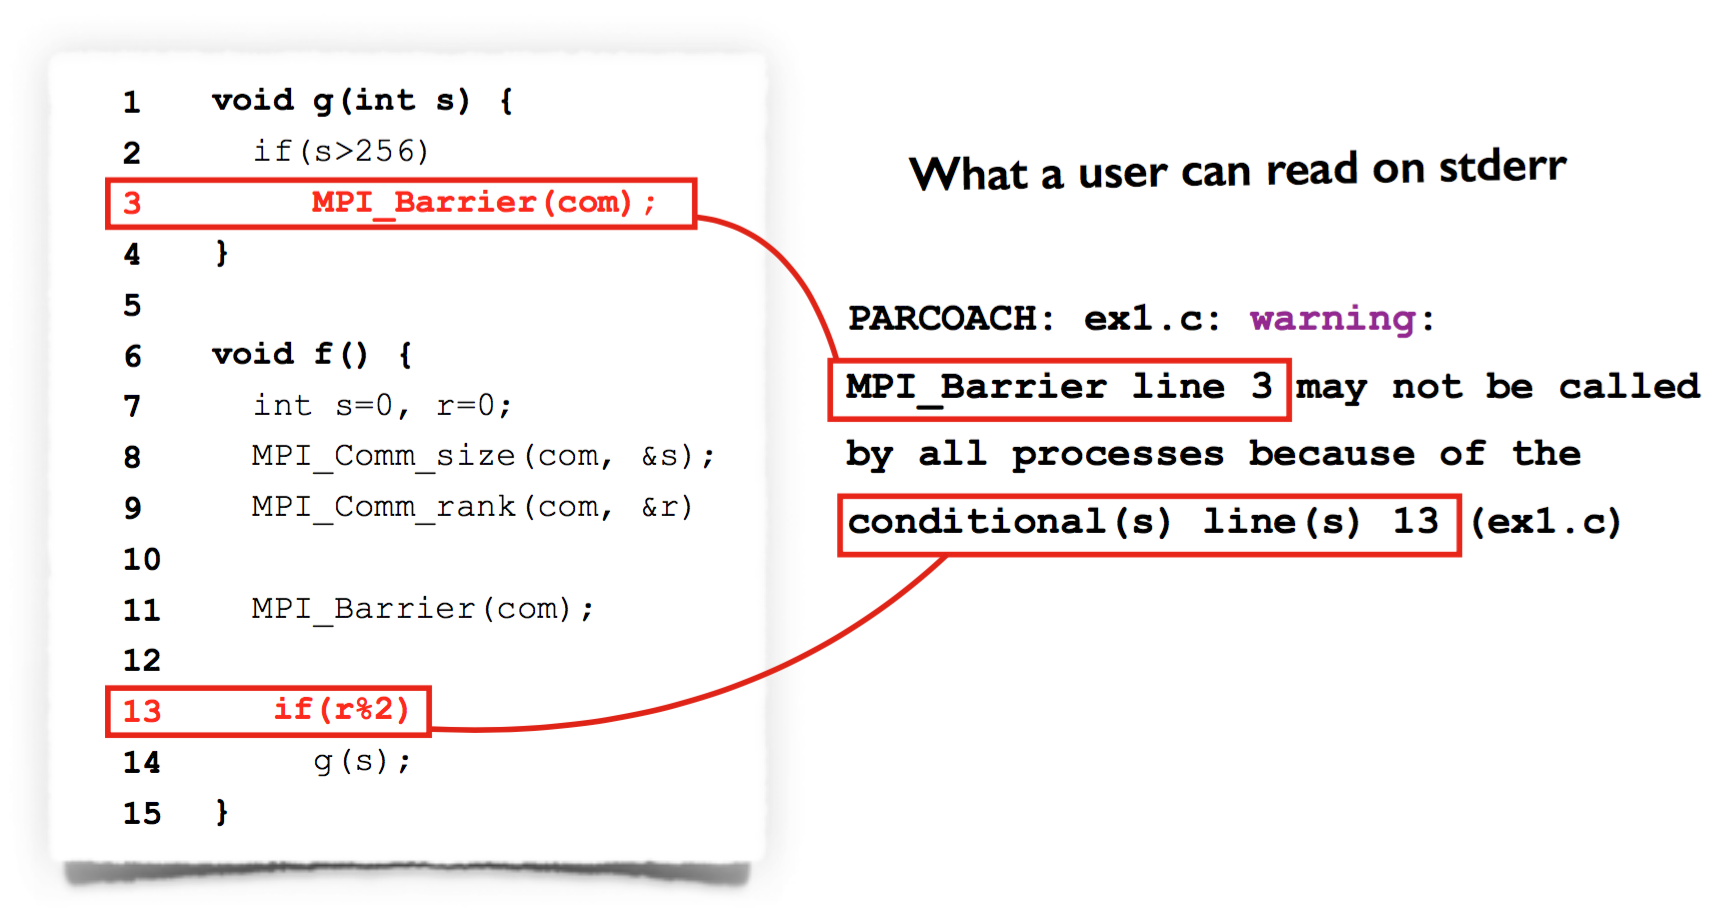 1 void g(int s) {
2 if(s>256)
3 MPI_Barrier(com);
4 }
5
6 void f() {
7 int s=0, r=0;
8 MPI_Comm_size(com, &s);
9 MPI_Comm_rank(com, &r)
10
11 MPI_Barrier(com);
12
13 if(r%2)
14 g(s);
15 }
What a user can read on stderr
PARCOACH: ex1.c: warning:
MPI_Barrier line 3 may not be called
by all processes because of the
conditional(s) line(s) 13 (ex1.c)